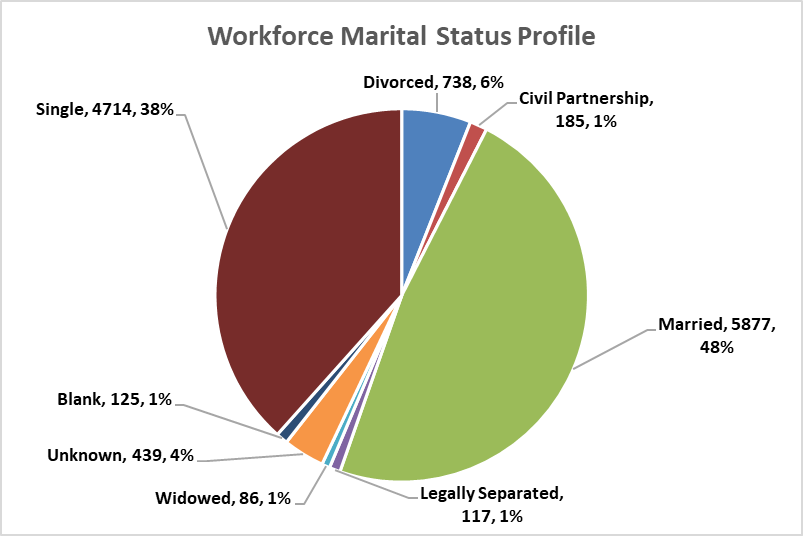 Workforce Marital Status Profile
Divorced, 738, 6%
Civil Partnership,
185, 1%
Single, 4714, 38%
Married, 5877,
48%
Blank, 125, 1%
Unknown, 439, 4%
Widowed, 86, 1%
Legally Separated,
117, 1%